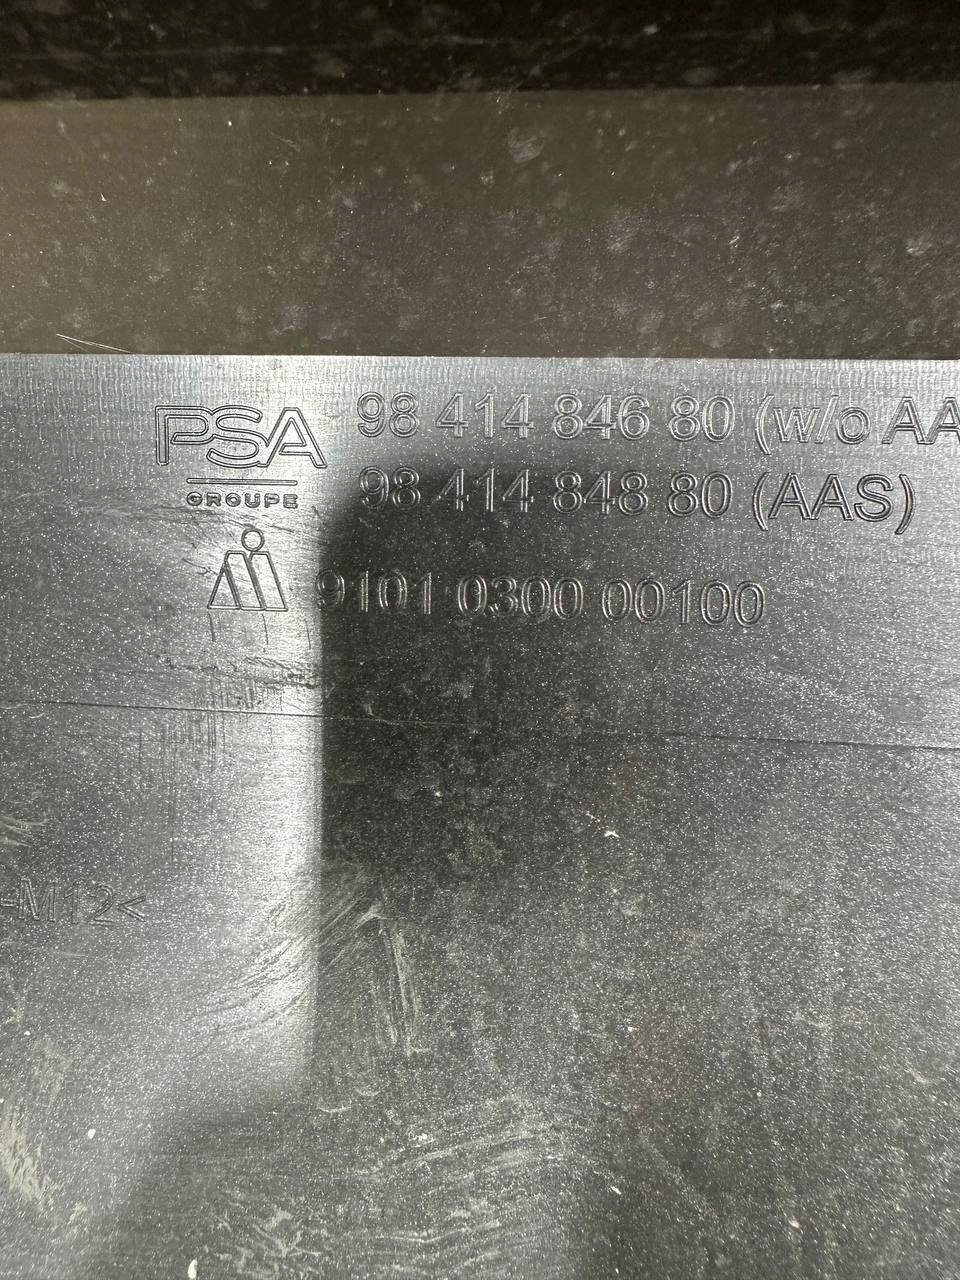 PSA
GROUPE
98 414 846 80 (w/o AA
98 414 848 80 (AAS)
9101 0300 00100
-M12<